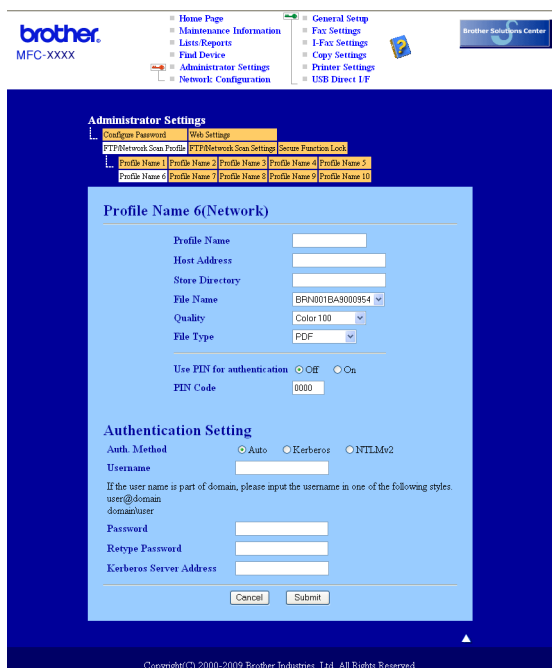 brother.
MFC-XXXX
Home Page
Maintenance Information
Lists/Reports
Find Device
Administrator Settings
Network Configuration
General Setup
Fax Settings
I-Fax Settings
Copy Settings
Printer Settings
USB Direct I/F
Brother Solutions Center
Administrator Settings
Configure Password Web Settings
FTP/Network Scan Profile FTP/Network Scan Settings Secure Function Lock
Profile Name 1 Profile Name 2 Profile Name 3 Profile Name 4 Profile Name 5
Profile Name 6 Profile Name 7 Profile Name 8 Profile Name 9 Profile Name 10
Profile Name 6(Network)
Profile Name
Host Address
Store Directory
File Name BRN001BA9000954
Quality Color 100
File Type PDF
Use PIN for authentication Off On
PIN Code 0000
Authentication Setting
Auth. Method Auto Kerberos NTLMv2
Username
If the user name is part of domain, please input the username in one of the following styles.
user@domain
domain\user
Password
Retype Password
Kerberos Server Address
Cancel Submit
Copyright(C) 2000-2009 Brother Industries, Ltd. All Rights Reserved.